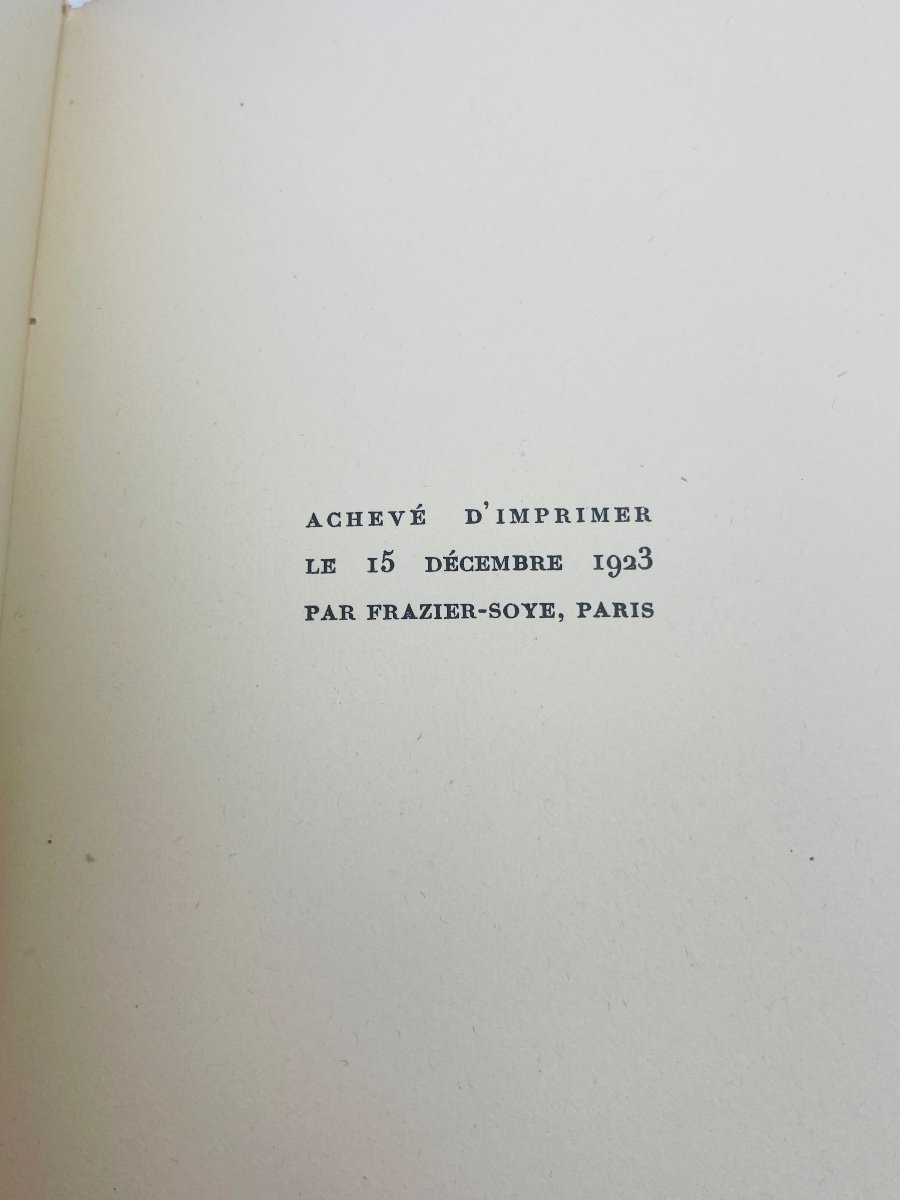 ACHEVÉ D'IMPRIMER
LE 15 DÉCEMBRE 1923
PAR FRAZIER-SOYE, PARIS